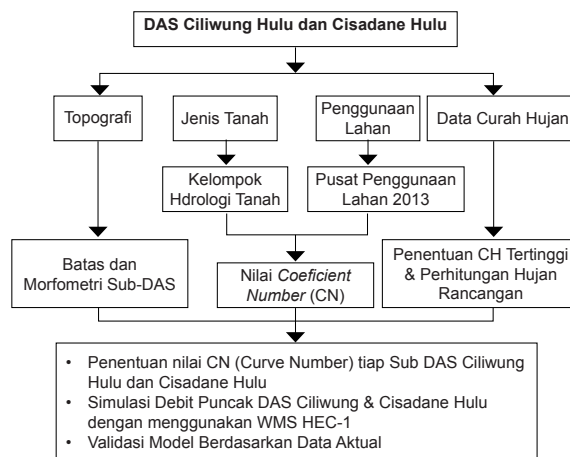 DAS Ciliwung Hulu dan Cisadane Hulu
Topografi
Jenis Tanah
Penggunaan
Lahan
Data Curah Hujan
Kelompok
Hdrologi Tanah
Pusat Penggunaan
Lahan 2013
Batas dan
Morfometri Sub-DAS
Nilai Coeficient
Number (CN)
Penentuan CH Tertinggi
& Perhitungan Hujan
Rancangan
• Penentuan nilai CN (Curve Number) tiap Sub DAS Ciliwung
Hulu dan Cisadane Hulu
• Simulasi Debit Puncak DAS Ciliwung & Cisadane Hulu
dengan menggunakan WMS HEC-1
• Validasi Model Berdasarkan Data Aktual